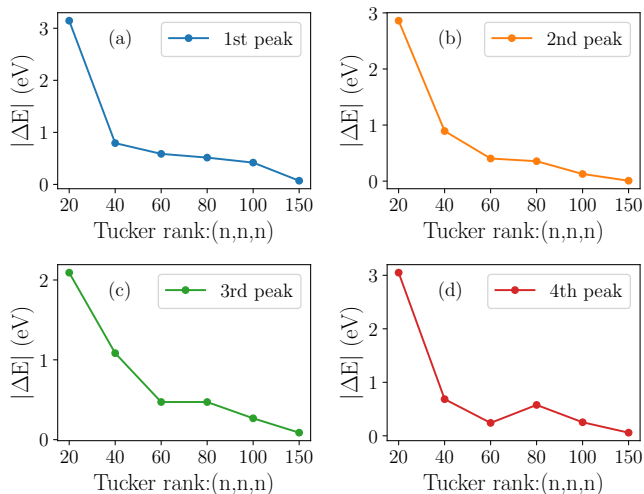 (a)
1st peak
|ΔE| (eV)
3
2
1
0
20 40 60 80 100 150
Tucker rank:(n,n,n)
(b)
2nd peak
|ΔE| (eV)
3
2
1
0
20 40 60 80 100 150
Tucker rank:(n,n,n)
(c)
3rd peak
|ΔE| (eV)
2
1
0
20 40 60 80 100 150
Tucker rank:(n,n,n)
(d)
4th peak
|ΔE| (eV)
3
2
1
0
20 40 60 80 100 150
Tucker rank:(n,n,n)